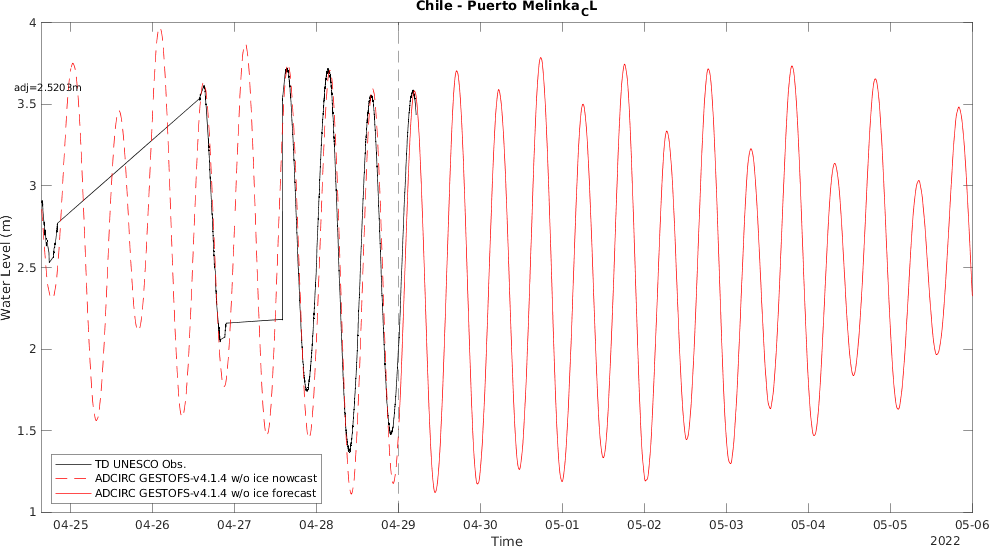 Chile - Puerto Melinka_CL
adj=2.5203m
4
3.5
3
2.5
2
1.5
1
Water Level (m)
TD UNESCO Obs.
ADCIRC GESTOFS-v4.1.4 w/o ice nowcast
ADCIRC GESTOFS-v4.1.4 w/o ice forecast
04-25 04-26 04-27 04-28 04-29 04-30 05-01 05-02 05-03 05-04 05-05 05-06
Time
2022